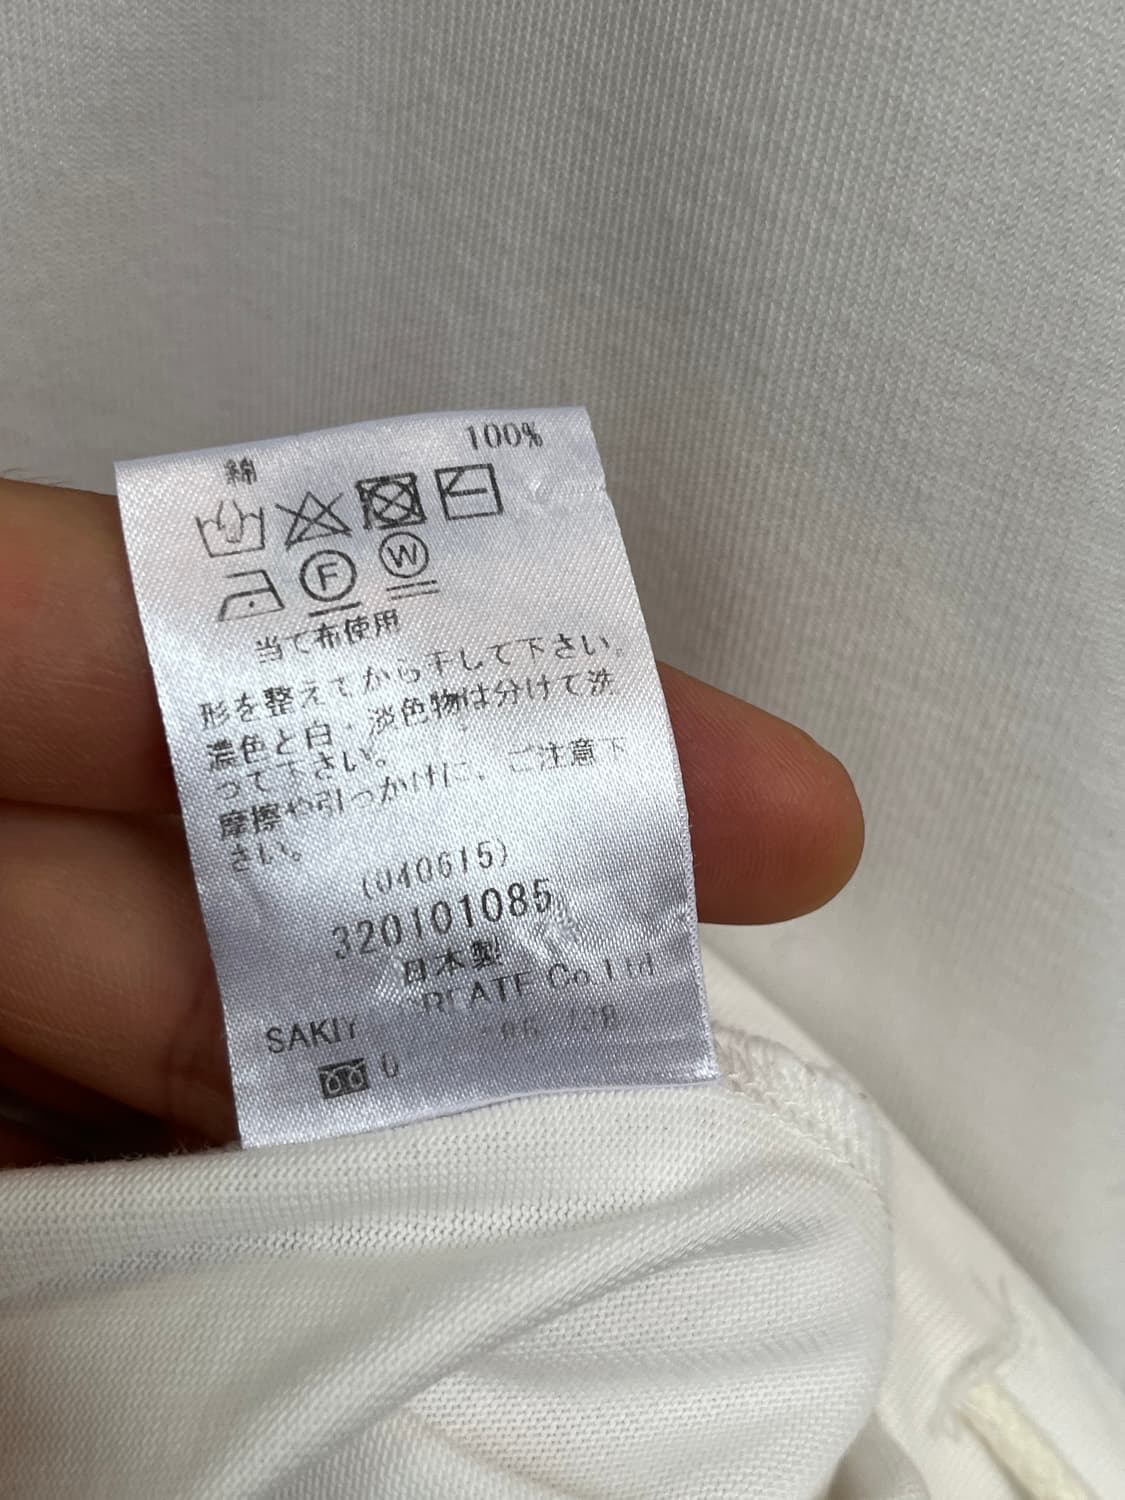 綿 100%
F W
当て布使用
形を整えてから干して下さい。
濃色と白・淡色物は分けて洗
って下さい。
摩擦や引っかけに、ご注意下
さい。
(040615)
320101085
日本製
Co.Ltd